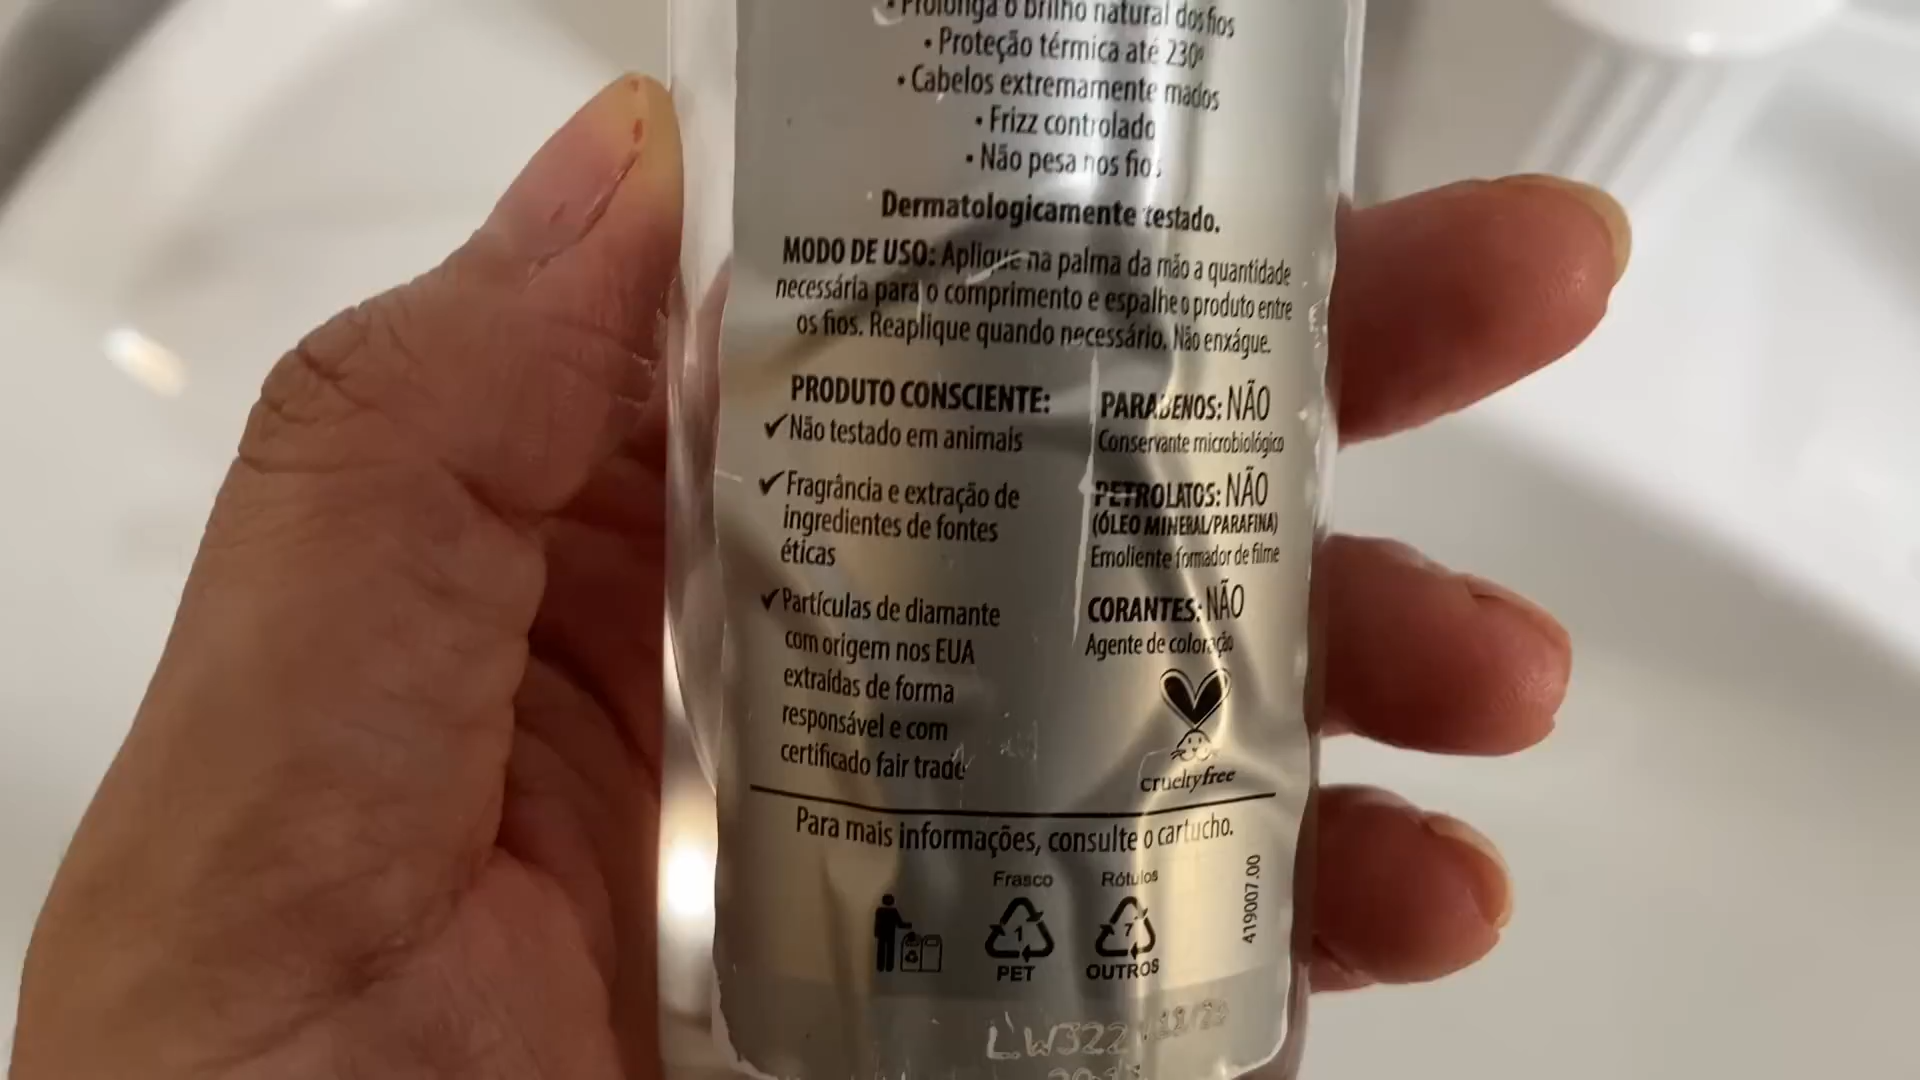 • Prolonga o brilho natural dos fios
• Proteção térmica até 230º
• Cabelos extremamente
• Frizz controlado
• Não pesa nos fios
Dermatologicamente testado.
MODO DE USO: Aplique na palma da mão a quantidade
necessária para o comprimento e espalhe o produto entre
os fios. Reaplique quando necessário. Não enxágue.
PRODUTO CONSCIENTE:
✓Não testado em animais
✓Fragrância e extração de
ingredientes de fontes
éticas
✓Partículas de diamante
com origem nos EUA
extraídas de forma
responsável e com
certificado fair trade
PARABENOS: NÃO
Conservante microbiológico
PETROLATOS: NÃO
(ÓLEO MINERAL/PARAFINA)
Emoliente formador de filme
CORANTES: NÃO
Agente de coloração
crueltyfree
Para mais informações, consulte o cartucho.
Frasco
1
PET
Rótulos
7
OUTROS
419007.00